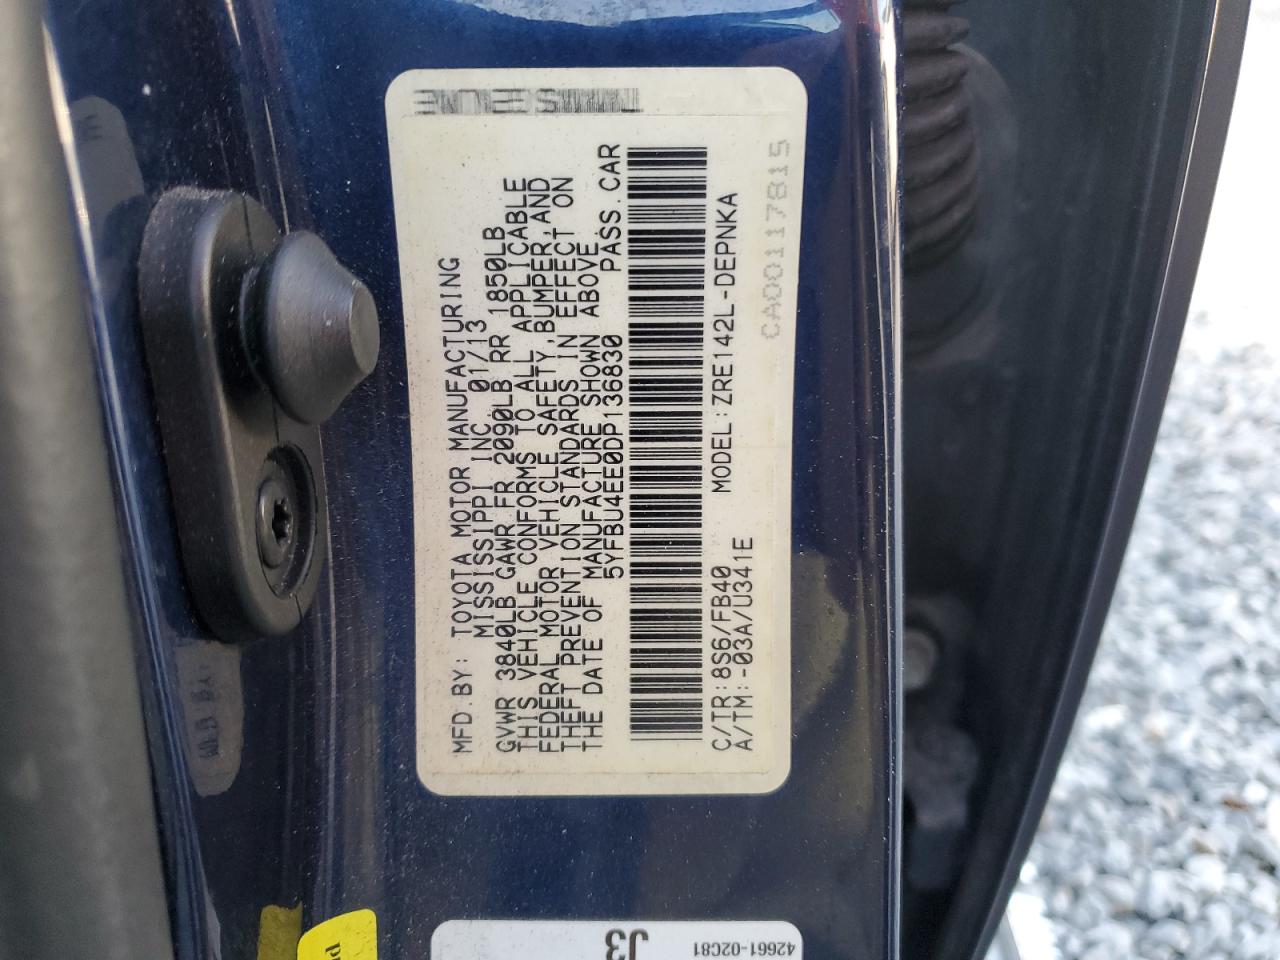 MFD.BY: TOYOTA MOTOR MANUFACTURING
MISSISSIPPI INC. 01/13
GVWR 3840LB GAWR FR 2090LB RR 1850LB
THIS VEHICLE CONFORMS TO ALL APPLICABLE
FEDERAL MOTOR VEHICLE SAFETY,BUMPER,AND
THEFT PREVENTION STANDARDS IN EFFECT ON
THE DATE OF MANUFACTURE SHOWN ABOVE.
5YFBU4EE0DP136830 PASS.CAR
C/TR:8S6/FB40 MODEL:ZRE142L-DEPNKA
A/TM:-03A/U341E
CA00117815
J3
42661-02C81